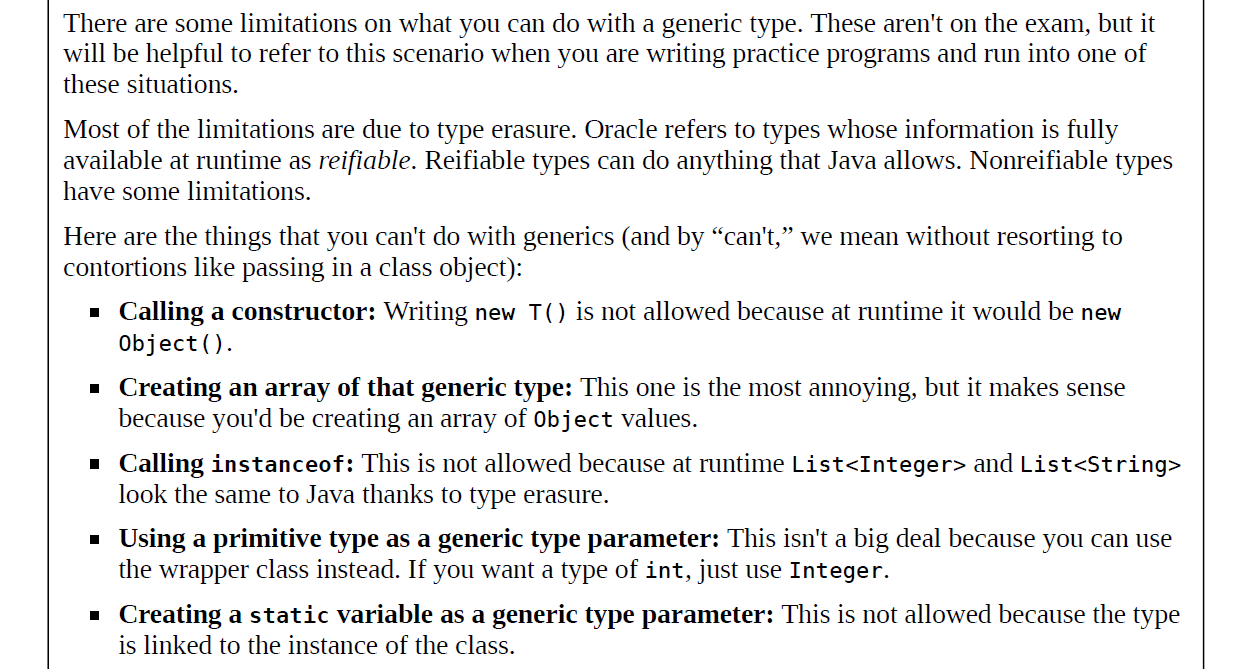 There are some limitations on what you can do with a generic type. These aren't on the exam, but it
will be helpful to refer to this scenario when you are writing practice programs and run into one of
these situations.
Most of the limitations are due to type erasure. Oracle refers to types whose information is fully
available at runtime as reifiable. Reifiable types can do anything that Java allows. Nonreifiable types
have some limitations.
Here are the things that you can't do with generics (and by “can't,” we mean without resorting to
contortions like passing in a class object):
▪ Calling a constructor: Writing new T() is not allowed because at runtime it would be new
Object().
▪ Creating an array of that generic type: This one is the most annoying, but it makes sense
because you'd be creating an array of Object values.
▪ Calling instanceof: This is not allowed because at runtime List<Integer> and List<String>
look the same to Java thanks to type erasure.
▪ Using a primitive type as a generic type parameter: This isn't a big deal because you can use
the wrapper class instead. If you want a type of int, just use Integer.
▪ Creating a static variable as a generic type parameter: This is not allowed because the type
is linked to the instance of the class.